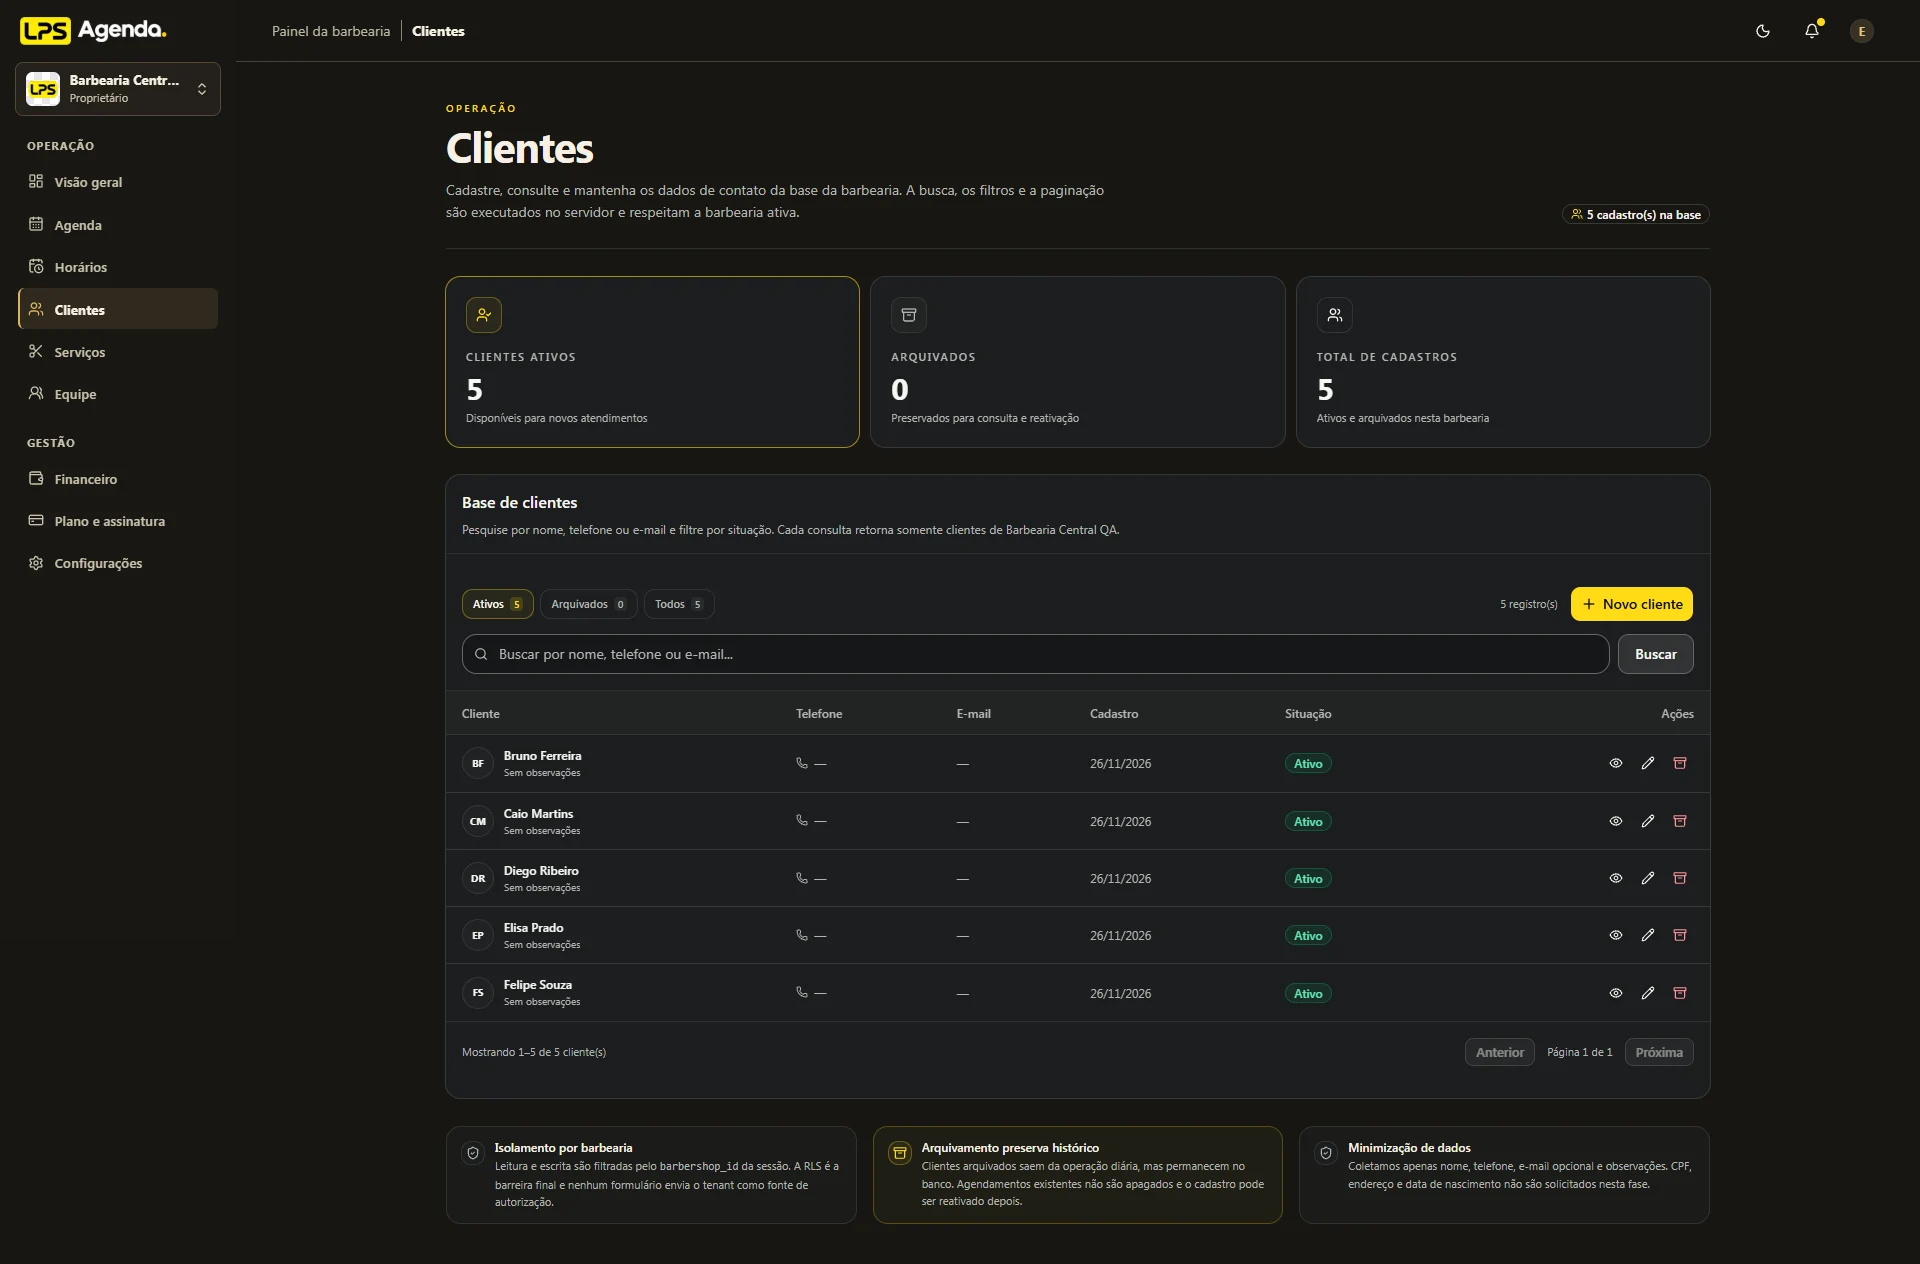 LPS Agenda.
Painel da barbearia
Clientes
E
LPS
Barbearia Centr...
Proprietário
OPERAÇÃO
Visão geral
Agenda
Horários
Clientes
Serviços
Equipe
GESTÃO
Financeiro
Plano e assinatura
Configurações
OPERAÇÃO
Clientes
Cadastre, consulte e mantenha os dados de contato da base da barbearia. A busca, os filtros e a paginação
são executados no servidor e respeitam a barbearia ativa.
5 cadastro(s) na base
CLIENTES ATIVOS
5
Disponíveis para novos atendimentos
ARQUIVADOS
0
Preservados para consulta e reativação
TOTAL DE CADASTROS
5
Ativos e arquivados nesta barbearia
Base de clientes
Pesquise por nome, telefone ou e-mail e filtre por situação. Cada consulta retorna somente clientes de Barbearia Central QA.
Ativos 5
Arquivados 0
Todos 5
5 registro(s)
+ Novo cliente
Buscar por nome, telefone ou e-mail...
Buscar
Cliente Telefone E-mail Cadastro Situação Ações
BF Bruno Ferreira — — 26/11/2026 Ativo
Sem observações
CM Caio Martins — — 26/11/2026 Ativo
Sem observações
DR Diego Ribeiro — — 26/11/2026 Ativo
Sem observações
EP Elisa Prado — — 26/11/2026 Ativo
Sem observações
FS Felipe Souza — — 26/11/2026 Ativo
Sem observações
Mostrando 1–5 de 5 cliente(s)
Anterior
Página 1 de 1
Próxima
Isolamento por barbearia
Leitura e escrita são filtradas pelo barbershop_id da sessão. A RLS é a
barreira final e nenhum formulário envia o tenant como fonte de
autorização.
Arquivamento preserva histórico
Clientes arquivados saem da operação diária, mas permanecem no
banco. Agendamentos existentes não são apagados e o cadastro pode
ser reativado depois.
Minimização de dados
Coletamos apenas nome, telefone, e-mail opcional e observações. CPF,
endereço e data de nascimento não são solicitados nesta fase.